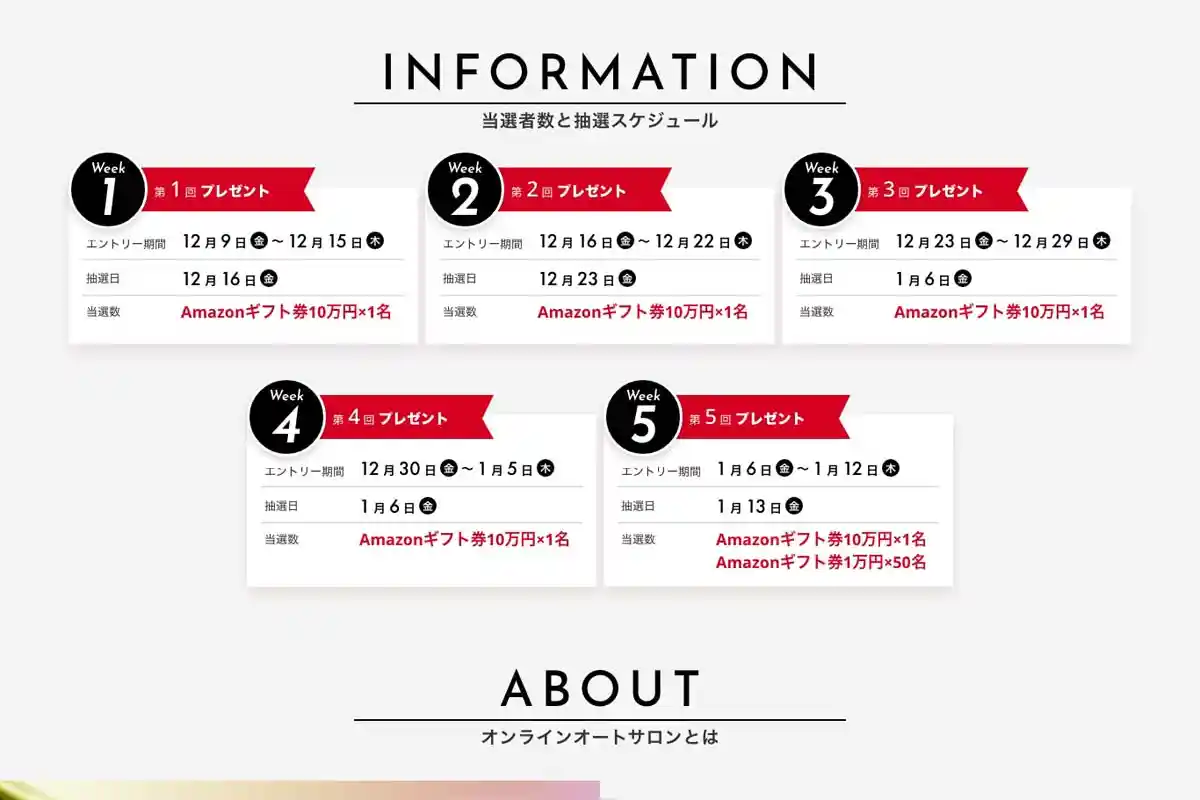 INFORMATION
当選者数と抽選スケジュール
Week 1
第1回プレゼント
エントリー期間 12月9日金〜12月15日木
抽選日 12月16日金
当選数 Amazonギフト券10万円×1名
Week 2
第2回プレゼント
エントリー期間 12月16日金〜12月22日木
抽選日 12月23日金
当選数 Amazonギフト券10万円×1名
Week 3
第3回プレゼント
エントリー期間 12月23日金〜12月29日木
抽選日 1月6日金
当選数 Amazonギフト券10万円×1名
Week 4
第4回プレゼント
エントリー期間 12月30日金〜1月5日木
抽選日 1月6日金
当選数 Amazonギフト券10万円×1名
Week 5
第5回プレゼント
エントリー期間 1月6日金〜1月12日木
抽選日 1月13日金
当選数 Amazonギフト券10万円×1名
Amazonギフト券1万円×50名
ABOUT
オンラインオートサロンとは